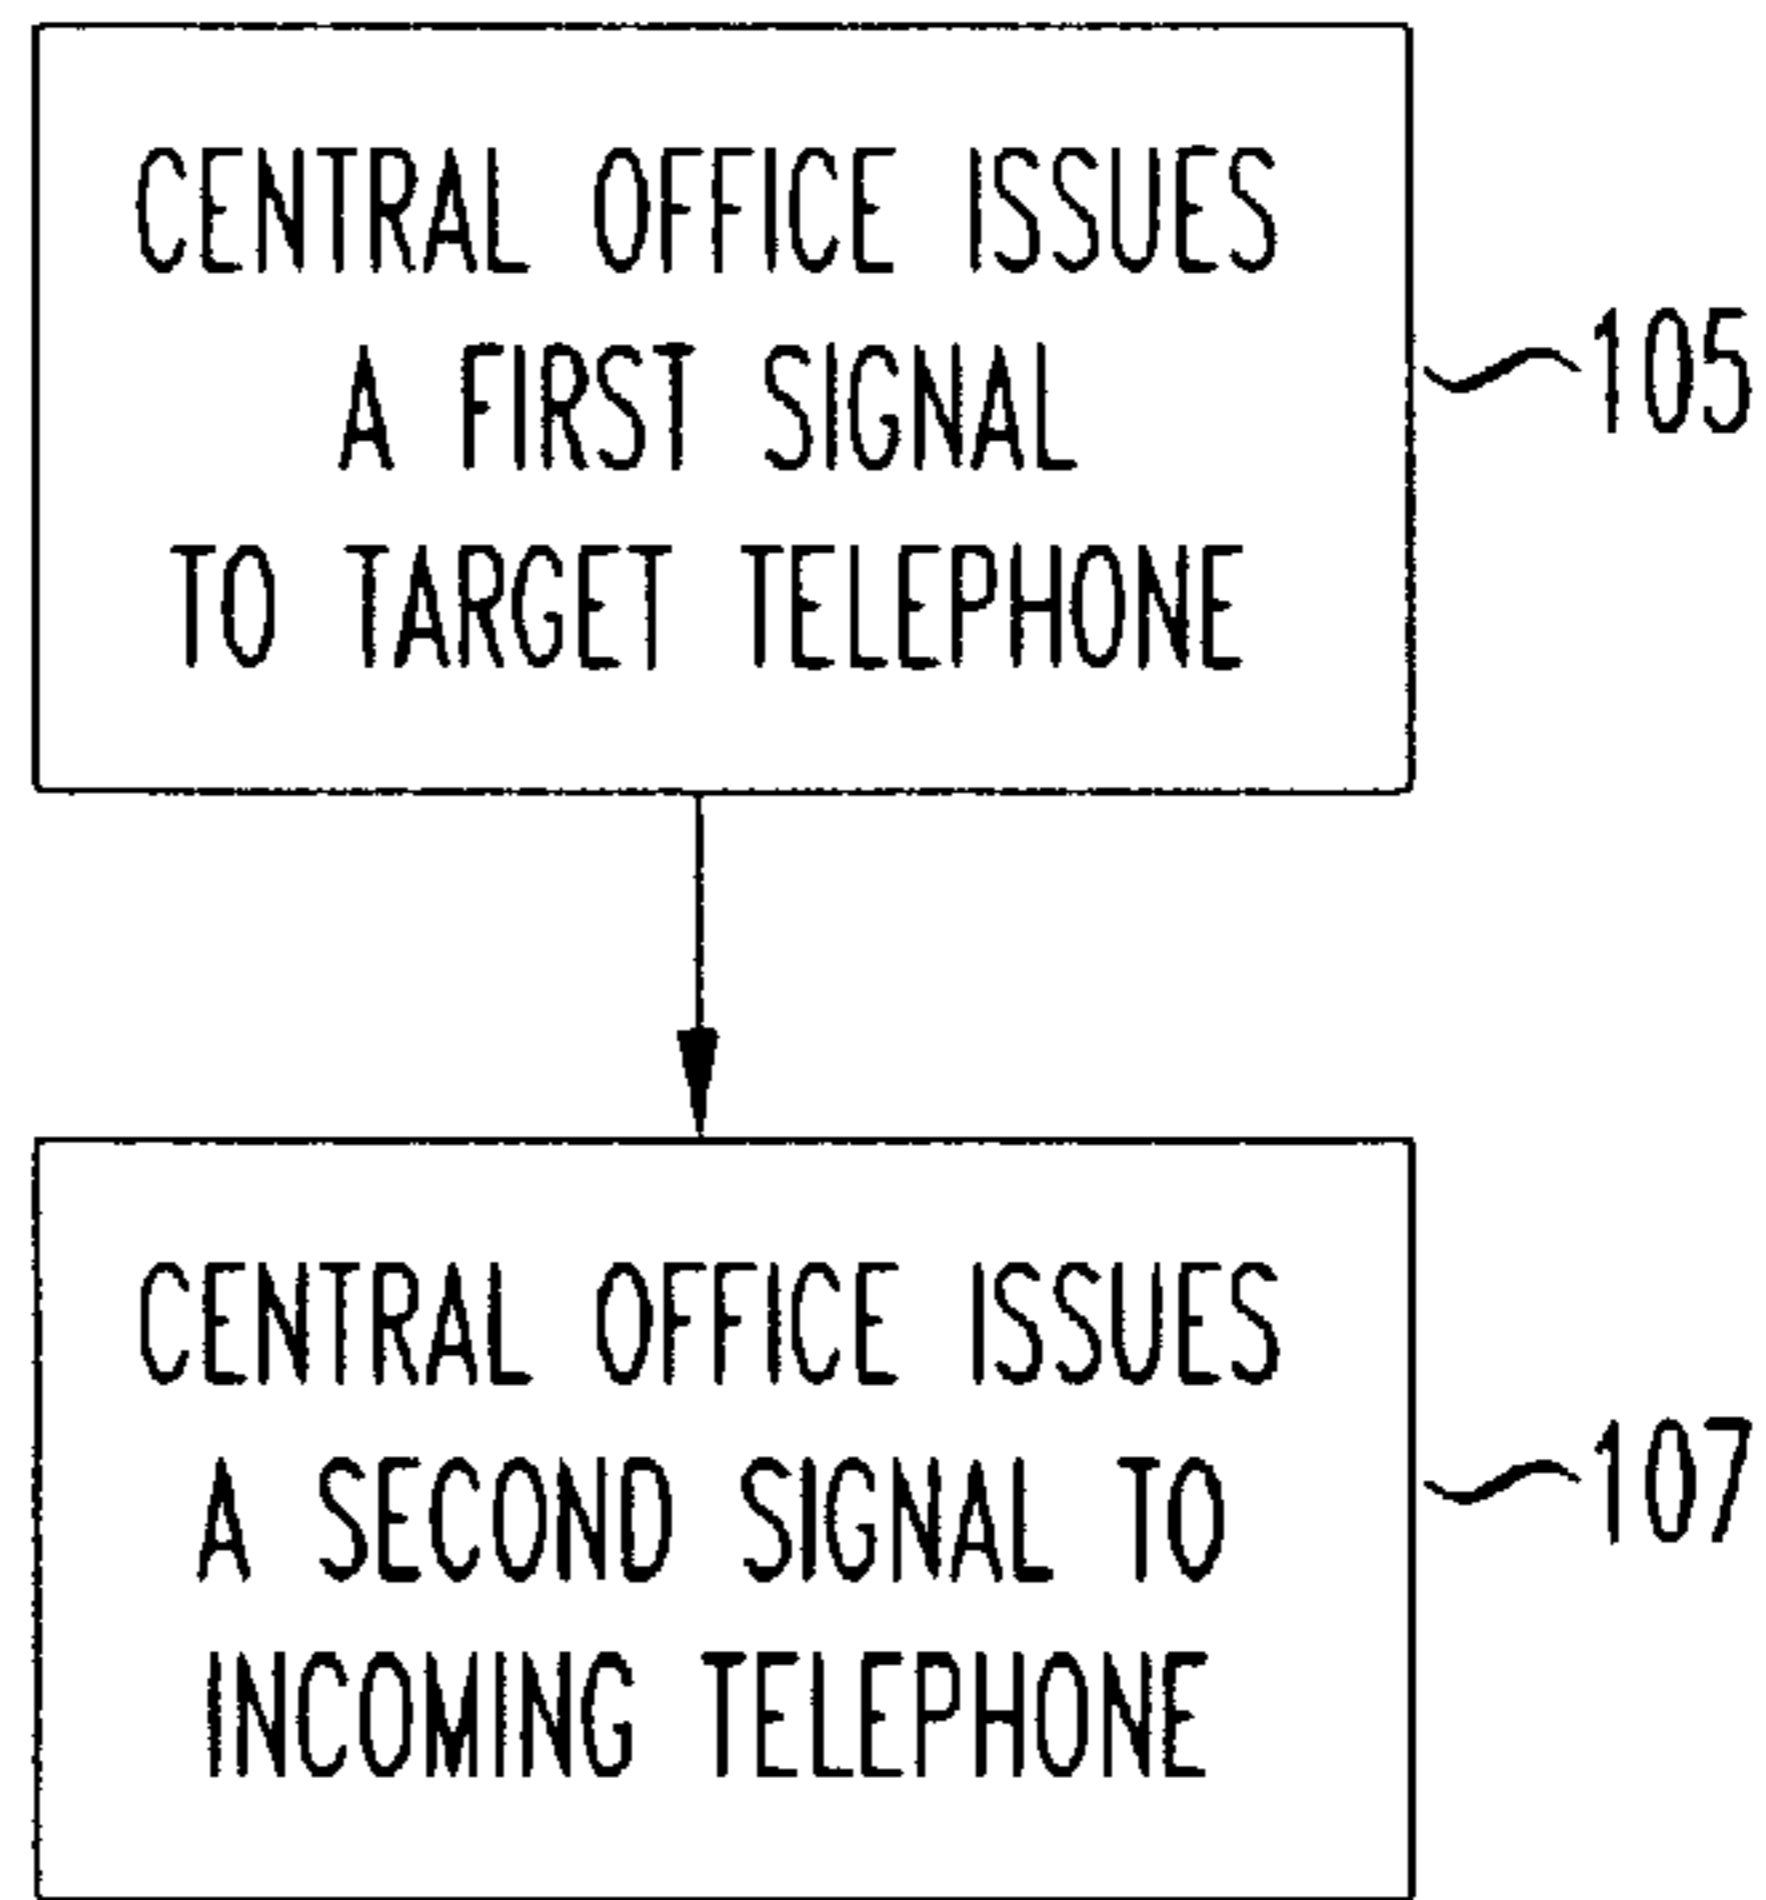 CENTRAL OFFICE ISSUES
A FIRST SIGNAL
TO TARGET TELEPHONE
105
CENTRAL OFFICE ISSUES
A SECOND SIGNAL TO
INCOMING TELEPHONE
107